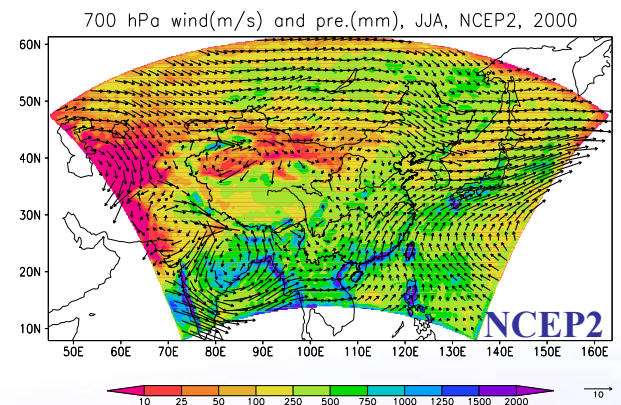 700 hPa wind(m/s) and pre.(mm), JJA, NCEP2, 2000
60N
50N
40N
30N
20N
10N
NCEP2
50E 60E 70E 80E 90E 100E 110E 120E 130E 140E 150E 160E
10 25 50 100 250 500 750 1000 1250 1500 2000
10